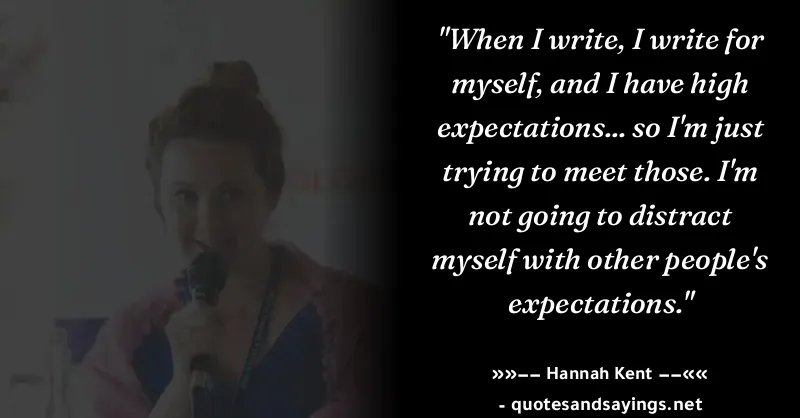 "When I write, I write for
myself, and I have high
expectations... so I'm just
trying to meet those. I'm
not going to distract
myself with other people's
expectations."
»»−− Hannah Kent −−««
- quotesandsayings.net